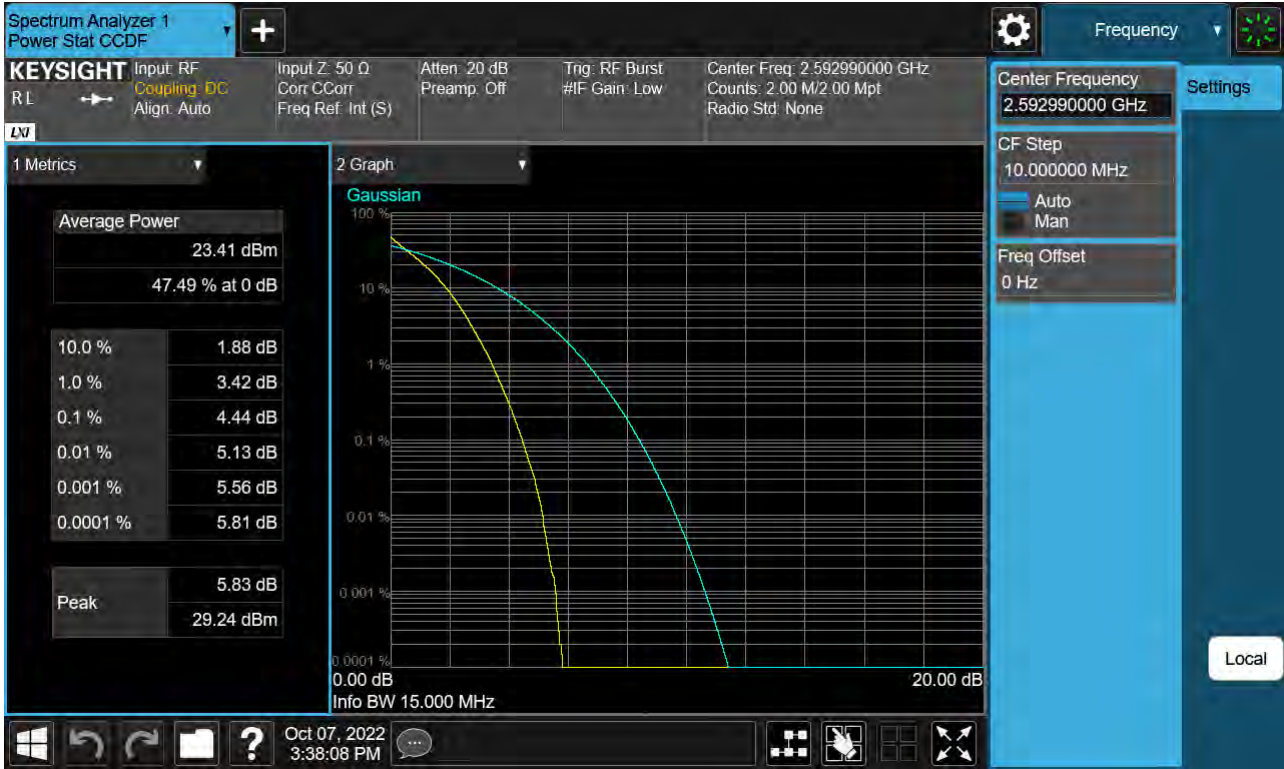 Spectrum Analyzer 1
Power Stat CCDF
+
Frequency
KEYSIGHT
R L
LXI
Input: RF
Coupling: DC
Align: Auto
Input Z: 50 Ω
Corr CCorr
Freq Ref: Int (S)
Atten: 20 dB
Preamp: Off
Trig: RF Burst
#IF Gain: Low
Center Freq: 2.592990000 GHz
Counts: 2.00 M/2.00 Mpt
Radio Std: None
Center Frequency
2.592990000 GHz
Settings
CF Step
10.000000 MHz
Auto
Man
Freq Offset
0 Hz
1 Metrics
Average Power
23.41 dBm
47.49 % at 0 dB
10.0 % 1.88 dB
1.0 % 3.42 dB
0.1 % 4.44 dB
0.01 % 5.13 dB
0.001 % 5.56 dB
0.0001 % 5.81 dB
Peak
5.83 dB
29.24 dBm
2 Graph
Gaussian
100 %
10 %
1 %
0.1 %
0.01 %
0.001 %
0.0001 %
0.00 dB 20.00 dB
Info BW 15.000 MHz
Local
?
Oct 07, 2022
3:38:08 PM